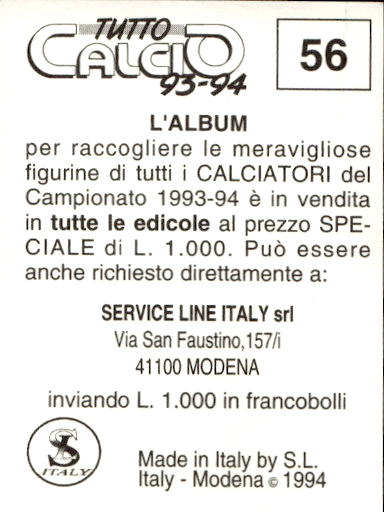 TUTTO
CALCIO
93-94
56
L'ALBUM
per raccogliere le meravigliose
figurine di tutti i CALCIATORI del
Campionato 1993-94 è in vendita
in tutte le edicole al prezzo SPE-
CIALE di L. 1.000. Può essere
anche richiesto direttamente a:
SERVICE LINE ITALY srl
Via San Faustino,157/i
41100 MODENA
inviando L. 1.000 in francobolli
SL
ITALY
Made in Italy by S.L.
Italy - Modena © 1994